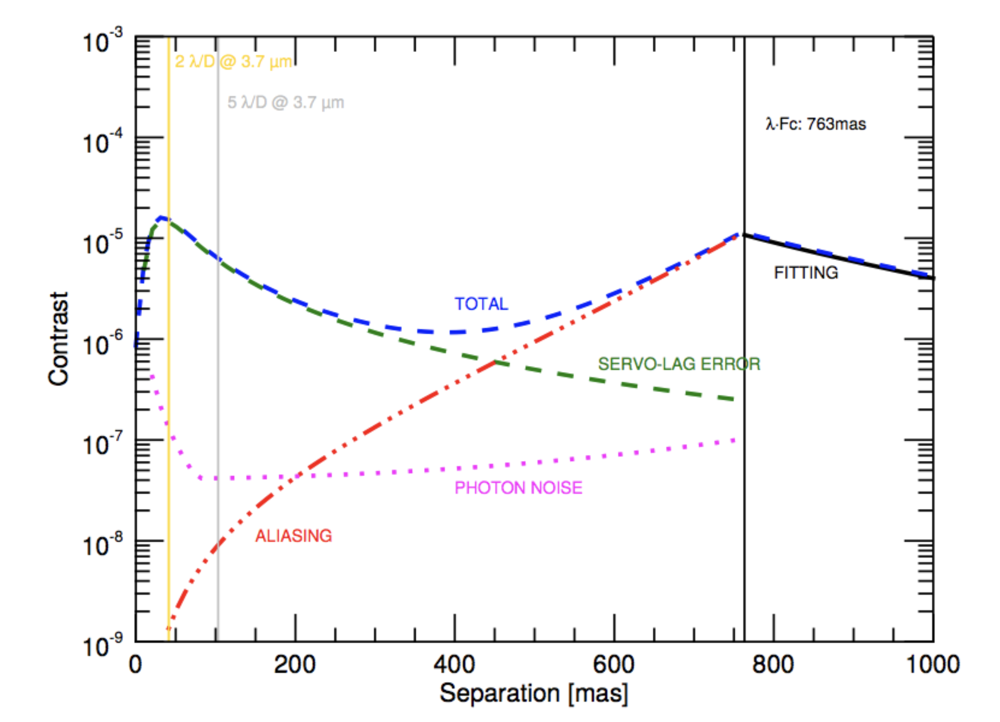 10-3
2 λ/D @ 3.7 μm
5 λ/D @ 3.7 μm
λ·Fc: 763mas
10-4
10-5
FITTING
TOTAL
10-6
SERVO-LAG ERROR
10-7
PHOTON NOISE
ALIASING
10-8
10-9
Contrast
0 200 400 600 800 1000
Separation [mas]